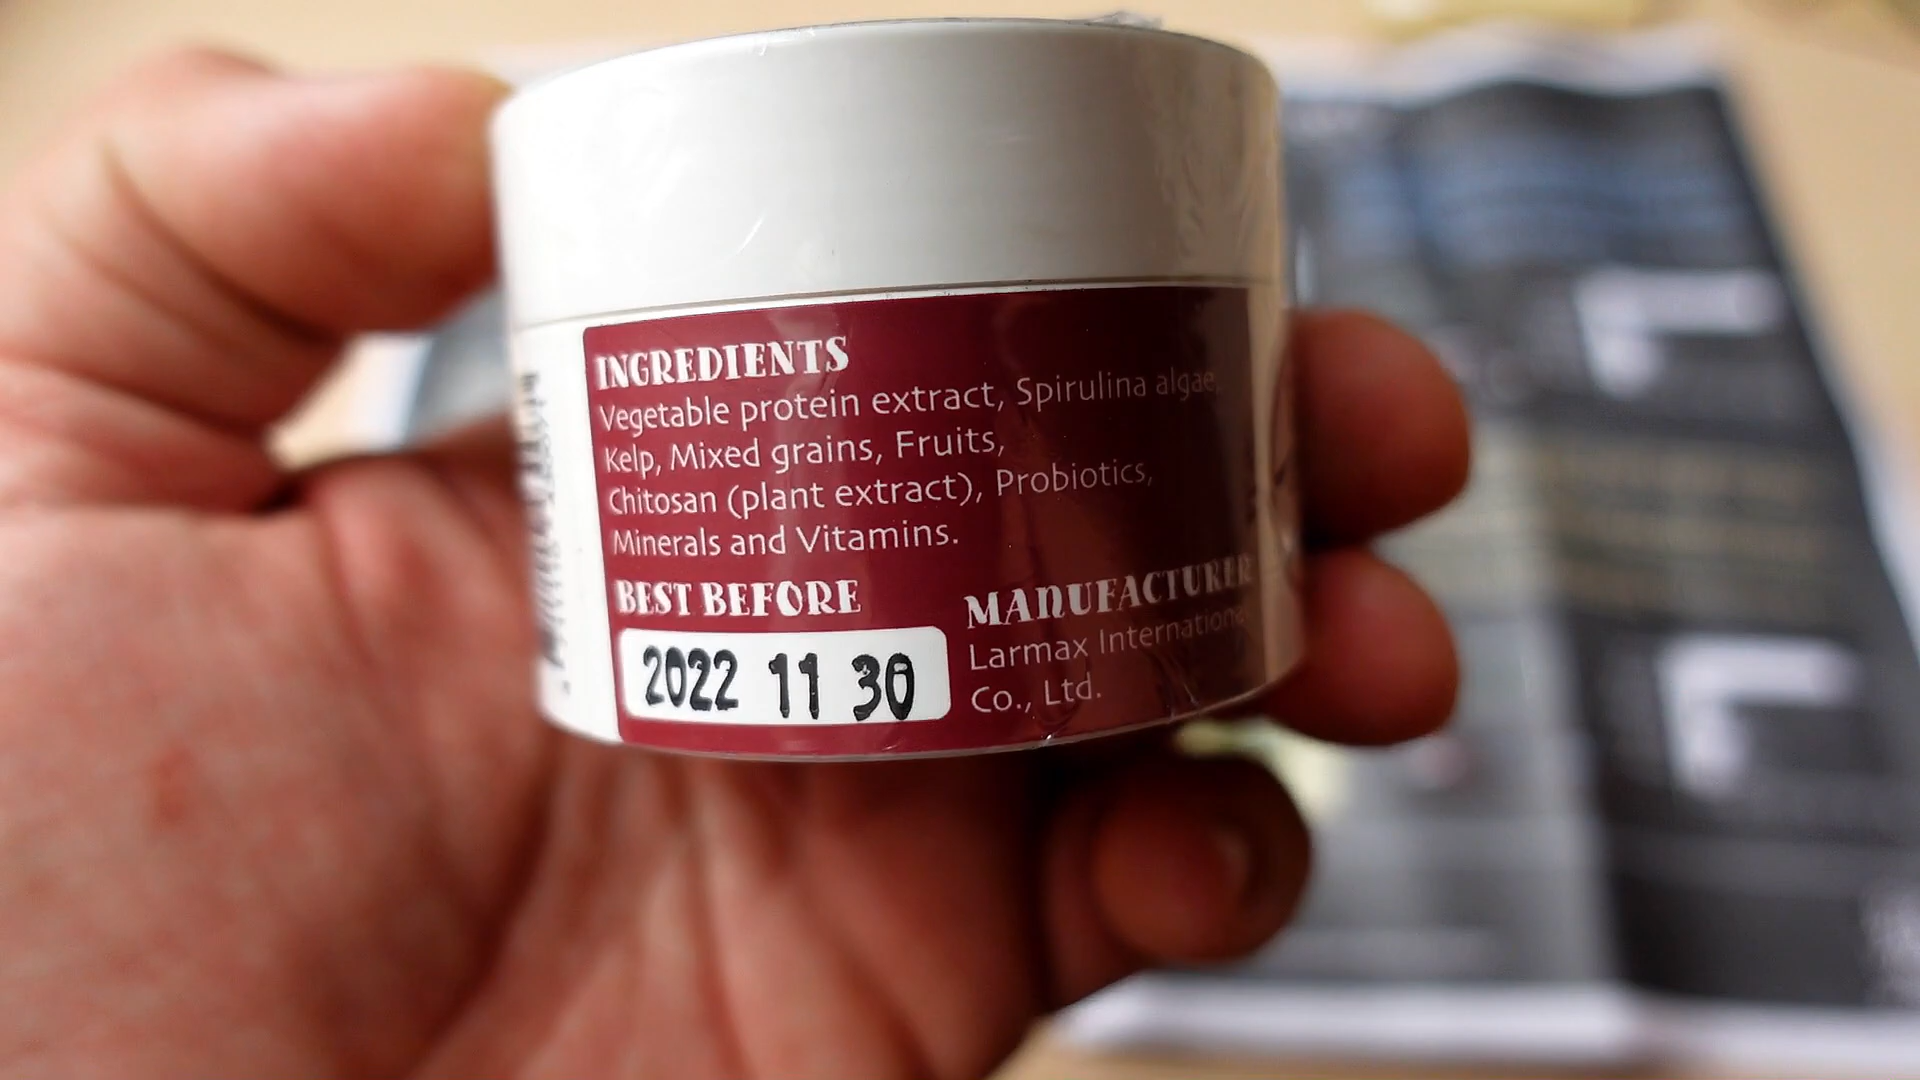 INGREDIENTS
Vegetable protein extract, Spirulina algae,
Kelp, Mixed grains, Fruits,
Chitosan (plant extract), Probiotics,
Minerals and Vitamins.
BEST BEFORE
2022 11 30
MANUFACTURER
Larmax Internationa
Co., Ltd.